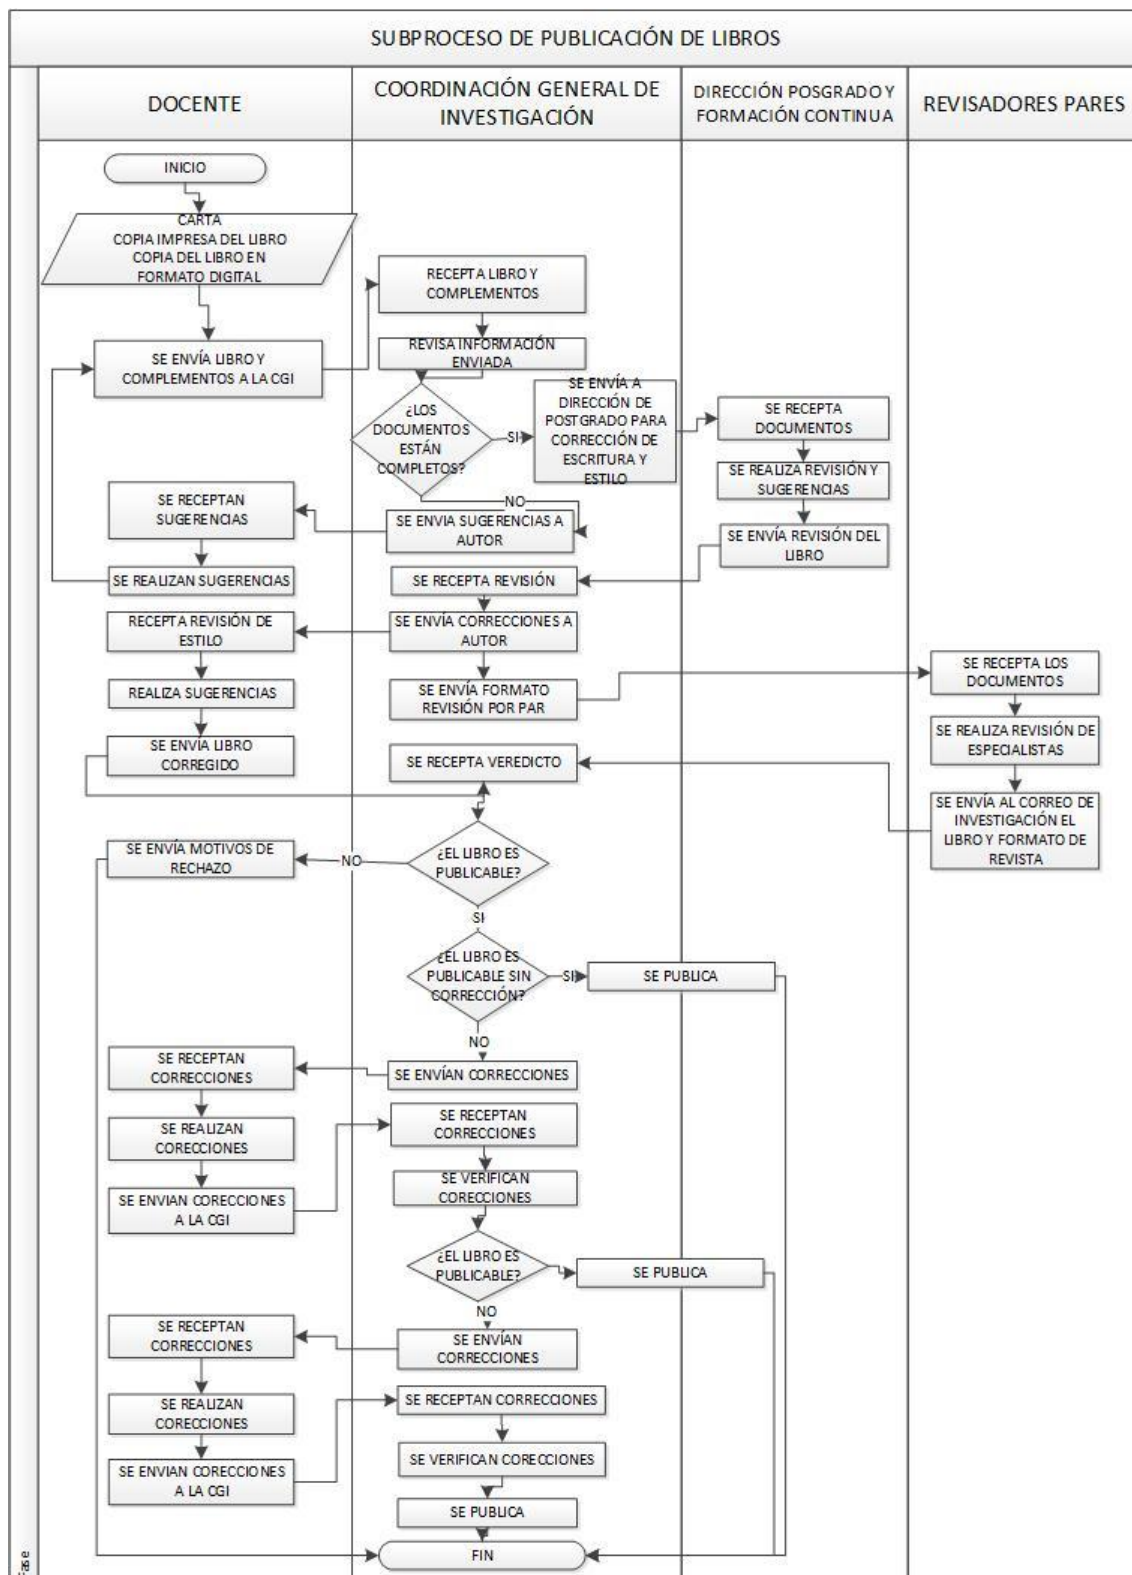 SUBPROCESO DE PUBLICACIÓN DE LIBROS
DOCENTE
COORDINACIÓN GENERAL DE
INVESTIGACIÓN
DIRECCIÓN POSGRADO Y
FORMACIÓN CONTINUA
REVISADORES PARES
INICIO
CARTA
COPIA IMPRESA DEL LIBRO
COPIA DEL LIBRO EN
FORMATO DIGITAL
RECEPTA LIBRO Y
COMPLEMENTOS
REVISA INFORMACIÓN
ENVIADA
SE ENVÍA LIBRO Y
COMPLEMENTOS A LA CGI
¿LOS
DOCUMENTOS
ESTÁN
COMPLETOS?
SI
SE ENVÍA A
DIRECCIÓN DE
POSTGRADO PARA
CORRECCIÓN DE
ESCRITURA Y
ESTILO
SE RECEPTA
DOCUMENTOS
SE REALIZA REVISIÓN Y
SUGERENCIAS
NO
SE RECEPTAN
SUGERENCIAS
SE ENVIA SUGERENCIAS A
AUTOR
SE ENVÍA REVISIÓN DEL
LIBRO
SE REALIZAN SUGERENCIAS
SE RECEPTA REVISIÓN
RECEPTA REVISIÓN DE
ESTILO
SE ENVÍA CORRECCIONES A
AUTOR
SE RECEPTA LOS
DOCUMENTOS
REALIZA SUGERENCIAS
SE ENVÍA FORMATO
REVISIÓN POR PAR
SE REALIZA REVISIÓN DE
ESPECIALISTAS
SE ENVÍA LIBRO
CORREGIDO
SE RECEPTA VEREDICTO
SE ENVÍA AL CORREO DE
INVESTIGACIÓN EL
LIBRO Y FORMATO DE
REVISTA
SE ENVÍA MOTIVOS DE
RECHAZO
NO
¿EL LIBRO ES
PUBLICABLE?
SI
¿EL LIBRO ES
PUBLICABLE SIN
CORRECCIÓN?
SI
SE PUBLICA
NO
SE RECEPTAN
CORRECCIONES
SE ENVÍAN CORRECCIONES
SE REALIZAN
CORECCIONES
SE RECEPTAN
CORRECCIONES
SE ENVIAN CORECCIONES
A LA CGI
SE VERIFICAN
CORECCIONES
¿EL LIBRO ES
PUBLICABLE?
SE PUBLICA
NO
SE RECEPTAN
CORRECCIONES
SE ENVÍAN
CORRECCIONES
SE REALIZAN
CORECCIONES
SE RECEPTAN CORRECCIONES
SE ENVIAN CORECCIONES
A LA CGI
SE VERIFICAN CORECCIONES
SE PUBLICA
FIN
Fase